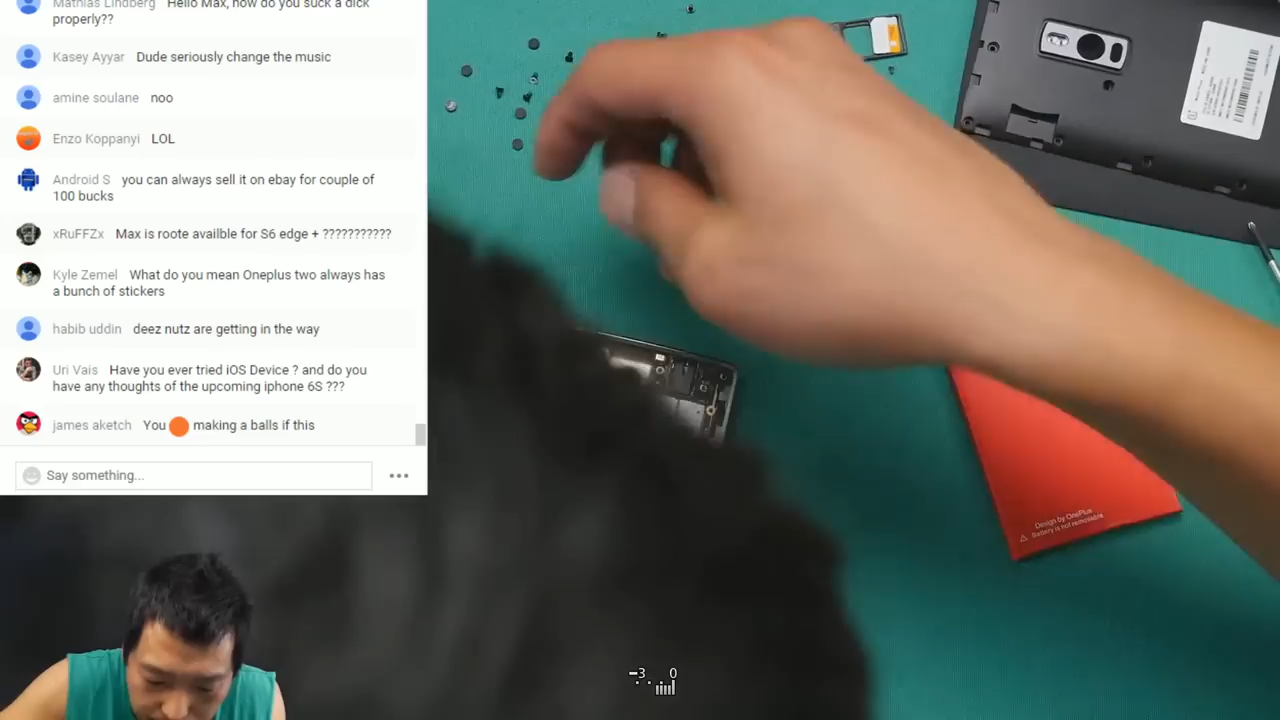 Mathias Lindberg Hello Max, how do you suck a dick
properly??
Kasey Ayyar Dude seriously change the music
amine soulane noo
Enzo Koppanyi LOL
Android S you can always sell it on ebay for couple of
100 bucks
xRuFFZx Max is roote availble for S6 edge + ???????????
Kyle Zemel What do you mean Oneplus two always has
a bunch of stickers
habib uddin deez nutz are getting in the way
Uri Vais Have you ever tried iOS Device ? and do you
have any thoughts of the upcoming iphone 6S ???
james aketch You making a balls if this
Say something...
Design by OnePlus
Battery is not removable.
-3 0